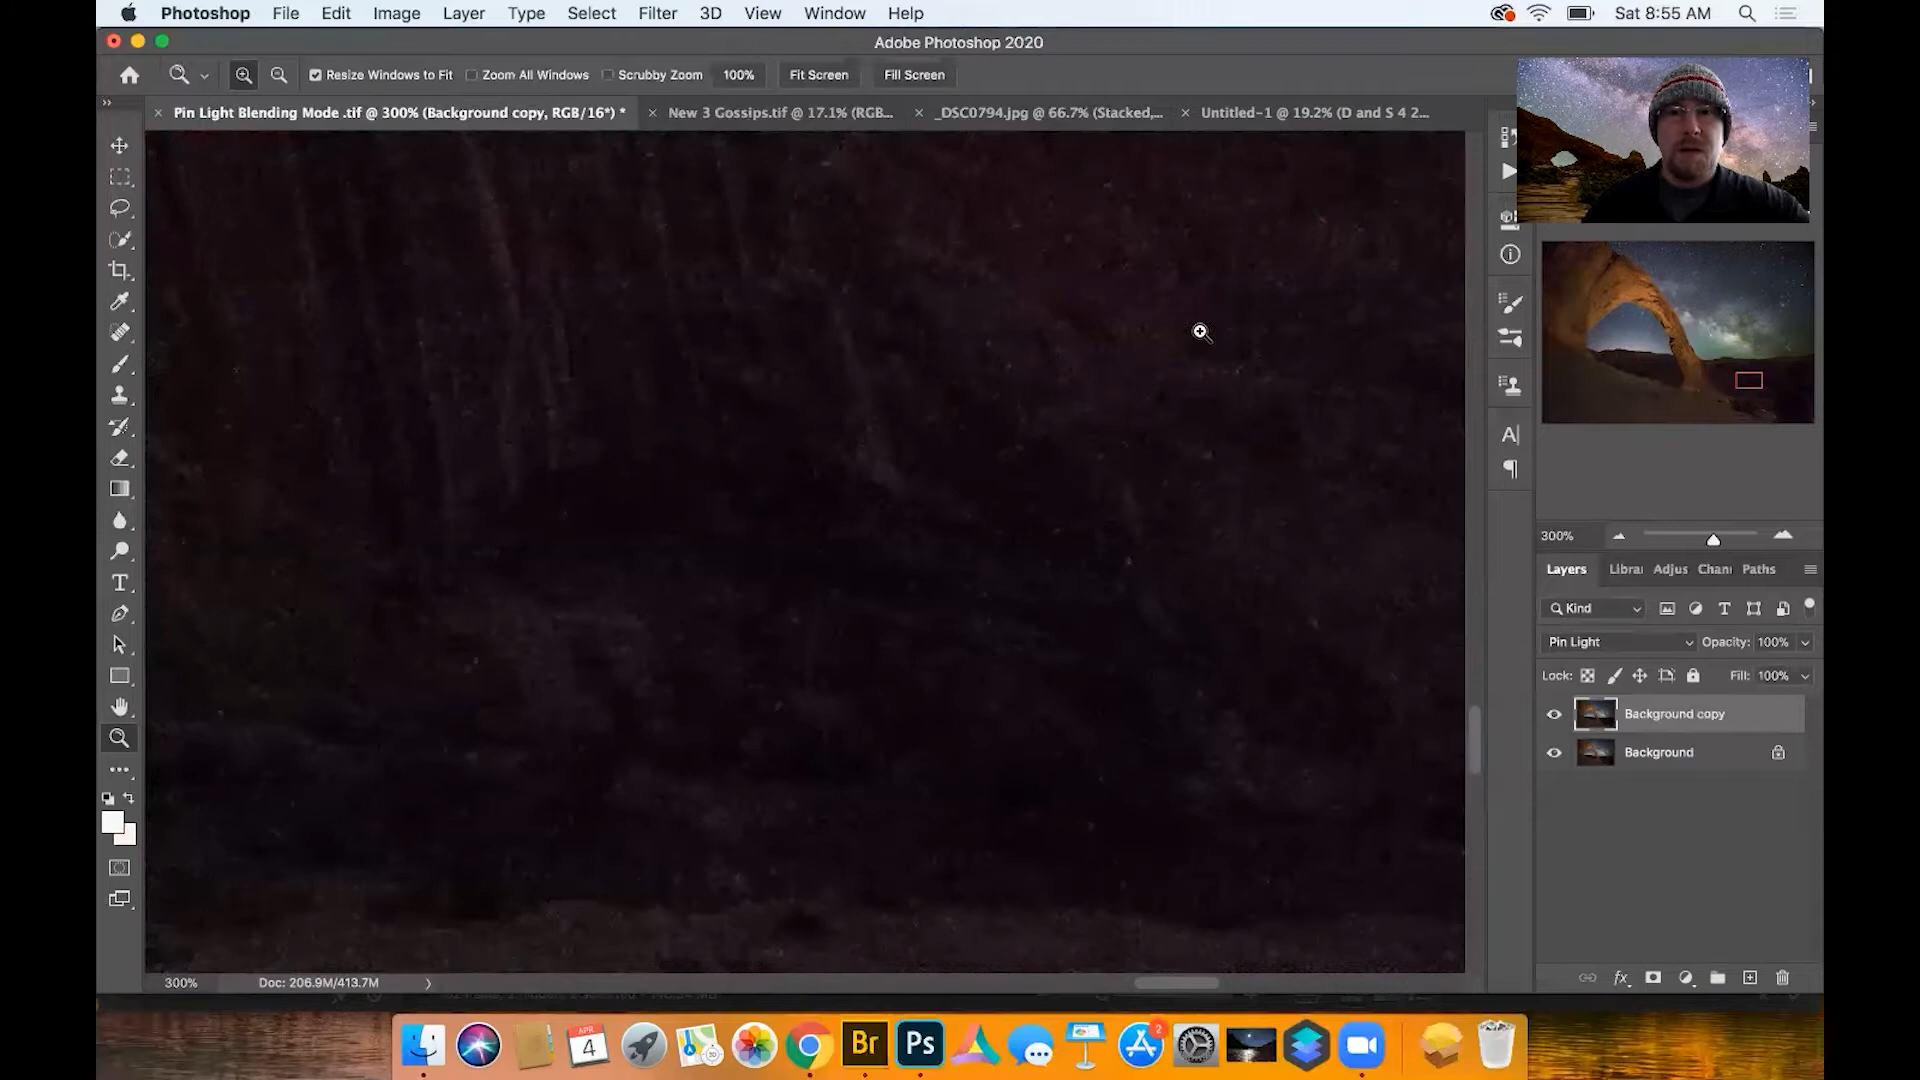 Photoshop File Edit Image Layer Type Select Filter 3D View Window Help Sat 8:55 AM
Adobe Photoshop 2020
Resize Windows to Fit Zoom All Windows Scrubby Zoom 100% Fit Screen Fill Screen
Pin Light Blending Mode .tif @ 300% (Background copy, RGB/16*) * New 3 Gossips.tif @ 17.1% (RGB... _DSC0794.jpg @ 66.7% (Stacked,... Untitled-1 @ 19.2% (D and S 4 2...
300%
Layers Librai Adjus Chani Paths
Kind
Pin Light Opacity: 100%
Lock: Fill: 100%
Background copy
Background
300% Doc: 206.9M/413.7M
APR
4
Br
Ps
2